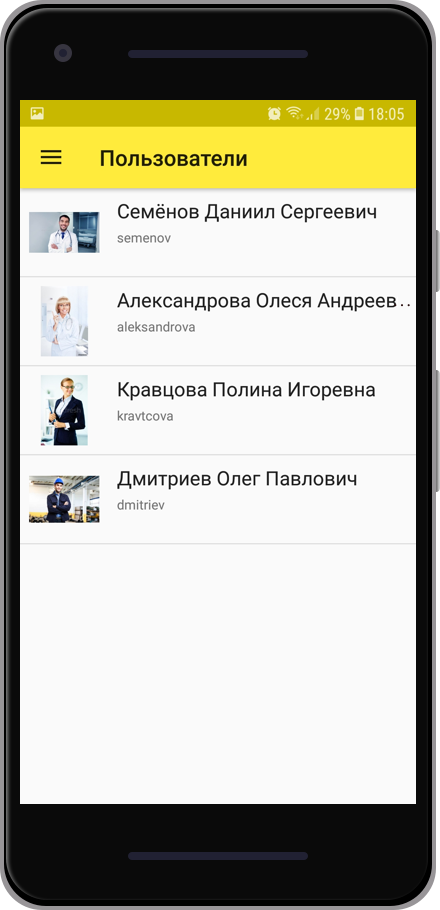 29% 18:05
Пользователи
Семёнов Даниил Сергеевич
semenov
Александрова Олеся Андреев..
aleksandrova
Кравцова Полина Игоревна
kravtcova
Дмитриев Олег Павлович
dmitriev